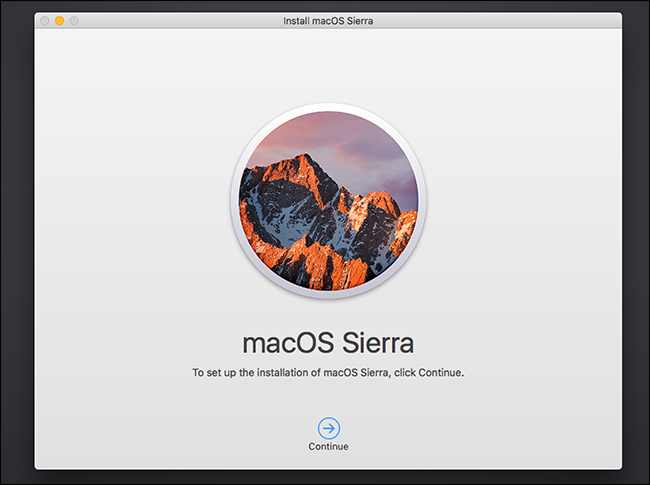 Install macOS Sierra
macOS Sierra
To set up the installation of macOS Sierra, click Continue.
Continue